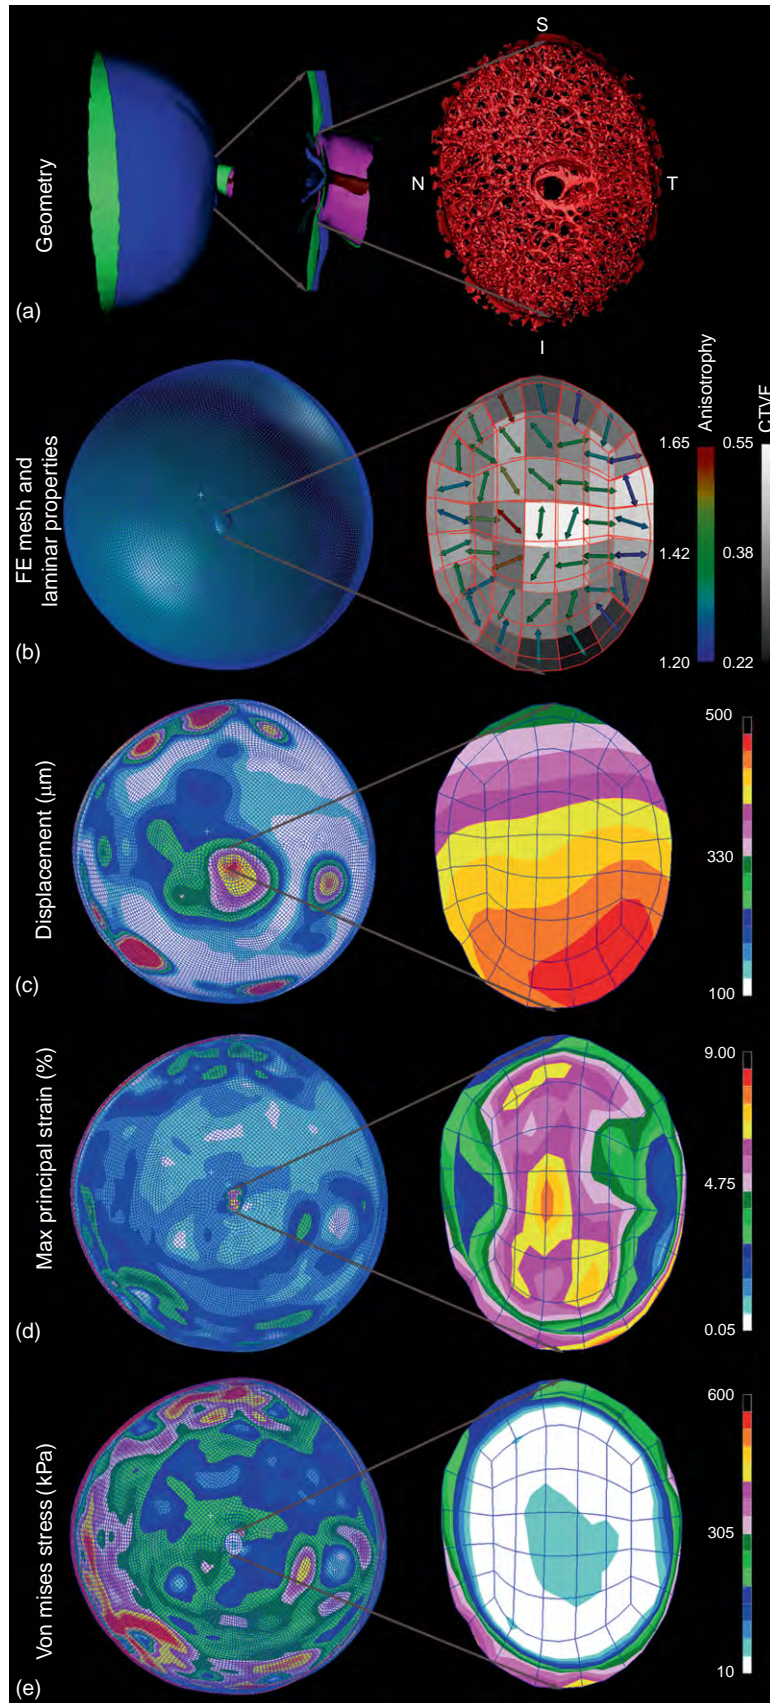 S
N
T
I
Geometry
(a)
FE mesh and
laminar properties
Anisotropy
1.65
1.42
1.20
CTVF
0.55
0.38
0.22
(b)
Displacement (μm)
500
330
100
(c)
Max principal strain (%)
9.00
4.75
0.05
(d)
Von mises stress (kPa)
600
305
10
(e)